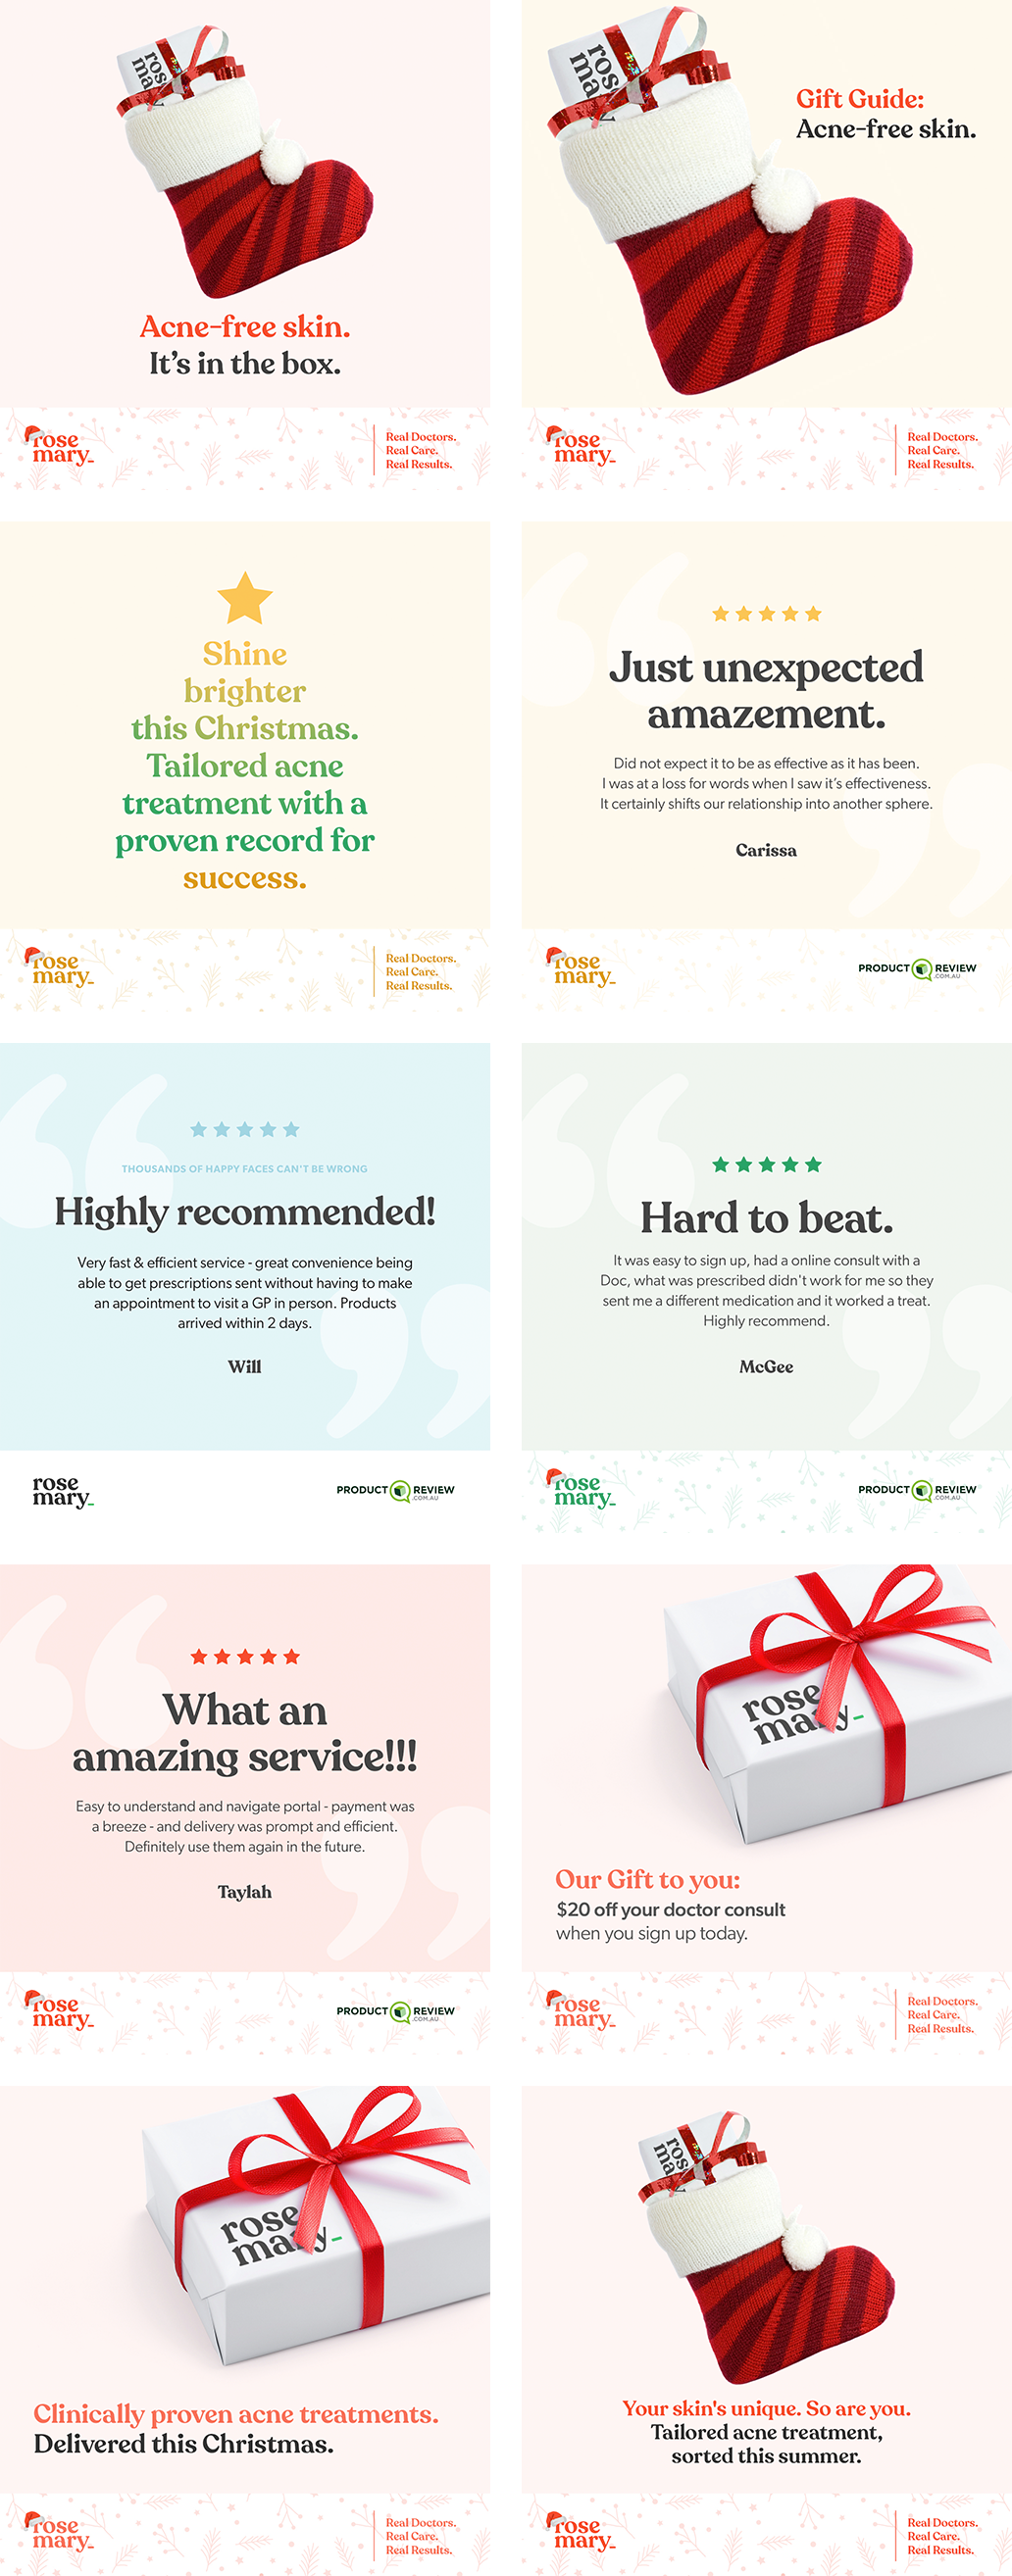 ros
ma
Acne-free skin.
It's in the box.
rose
mary_
Real Doctors.
Real Care.
Real Results.
ros
ma
Gift Guide:
Acne-free skin.
rose
mary_
Real Doctors.
Real Care.
Real Results.
Shine
brighter
this Christmas.
Tailored acne
treatment with a
proven record for
success.
rose
mary_
Real Doctors.
Real Care.
Real Results.
Just unexpected
amazement.
Did not expect it to be as effective as it has been.
I was at a loss for words when I saw it's effectiveness.
It certainly shifts our relationship into another sphere.
Carissa
rose
mary_
PRODUCT REVIEW
.COM.AU
THOUSANDS OF HAPPY FACES CAN'T BE WRONG
Highly recommended!
Very fast & efficient service - great convenience being
able to get prescriptions sent without having to make
an appointment to visit a GP in person. Products
arrived within 2 days.
Will
rose
mary_
PRODUCT REVIEW
.COM.AU
Hard to beat.
It was easy to sign up, had a online consult with a
Doc, what was prescribed didn't work for me so they
sent me a different medication and it worked a treat.
Highly recommend.
McGee
rose
mary_
PRODUCT REVIEW
.COM.AU
What an
amazing service!!!
Easy to understand and navigate portal - payment was
a breeze - and delivery was prompt and efficient.
Definitely use them again in the future.
Taylah
rose
mary_
PRODUCT REVIEW
.COM.AU
rose
mary_
Our Gift to you:
$20 off your doctor consult
when you sign up today.
rose
mary_
Real Doctors.
Real Care.
Real Results.
rose
mary_
Clinically proven acne treatments.
Delivered this Christmas.
rose
mary_
Real Doctors.
Real Care.
Real Results.
ros
ma
Your skin's unique. So are you.
Tailored acne treatment,
sorted this summer.
rose
mary_
Real Doctors.
Real Care.
Real Results.